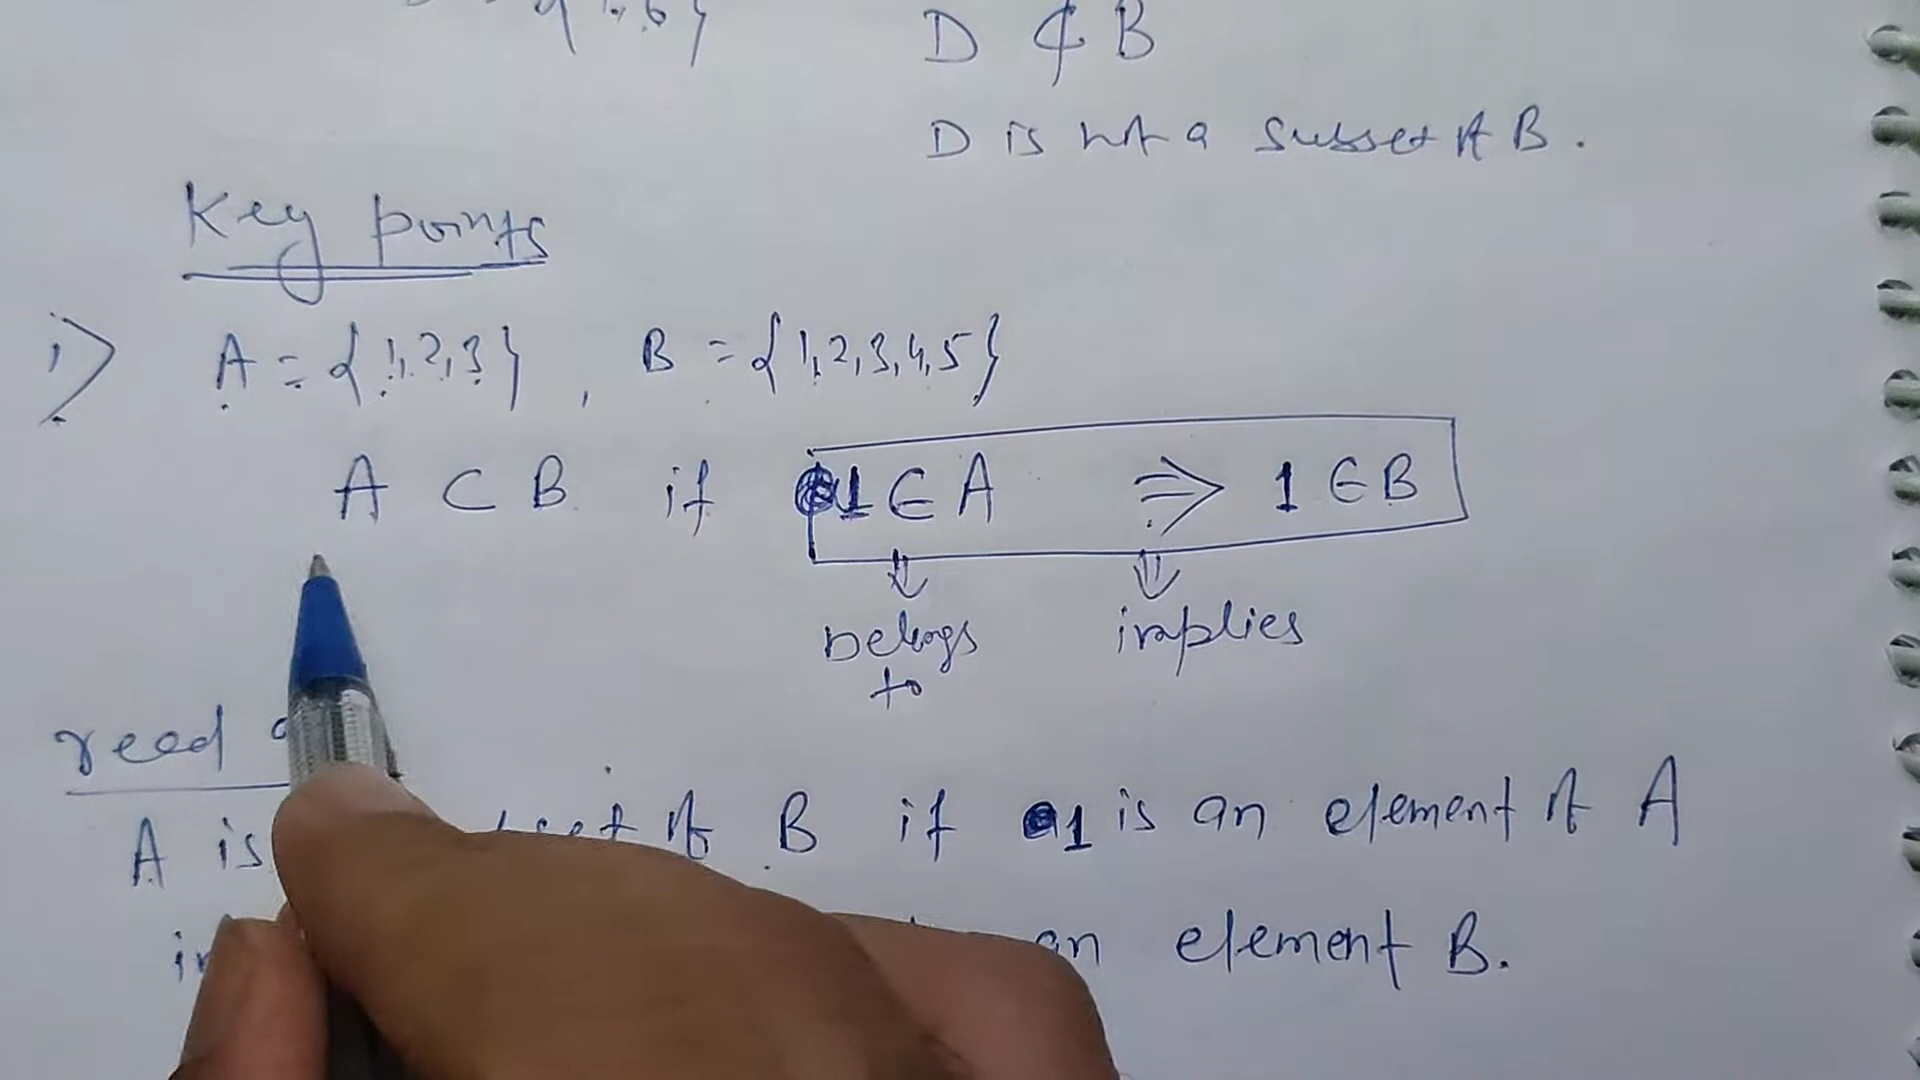 D ⊄ B
D is not a subset of B.
Key points
i) A = {1,2,3} , B = {1,2,3,4,5}
A ⊂ B if 1 ∈ A ⇒ 1 ∈ B
belogs to implies
read
A is of B if 1 is an element of A
an element B.